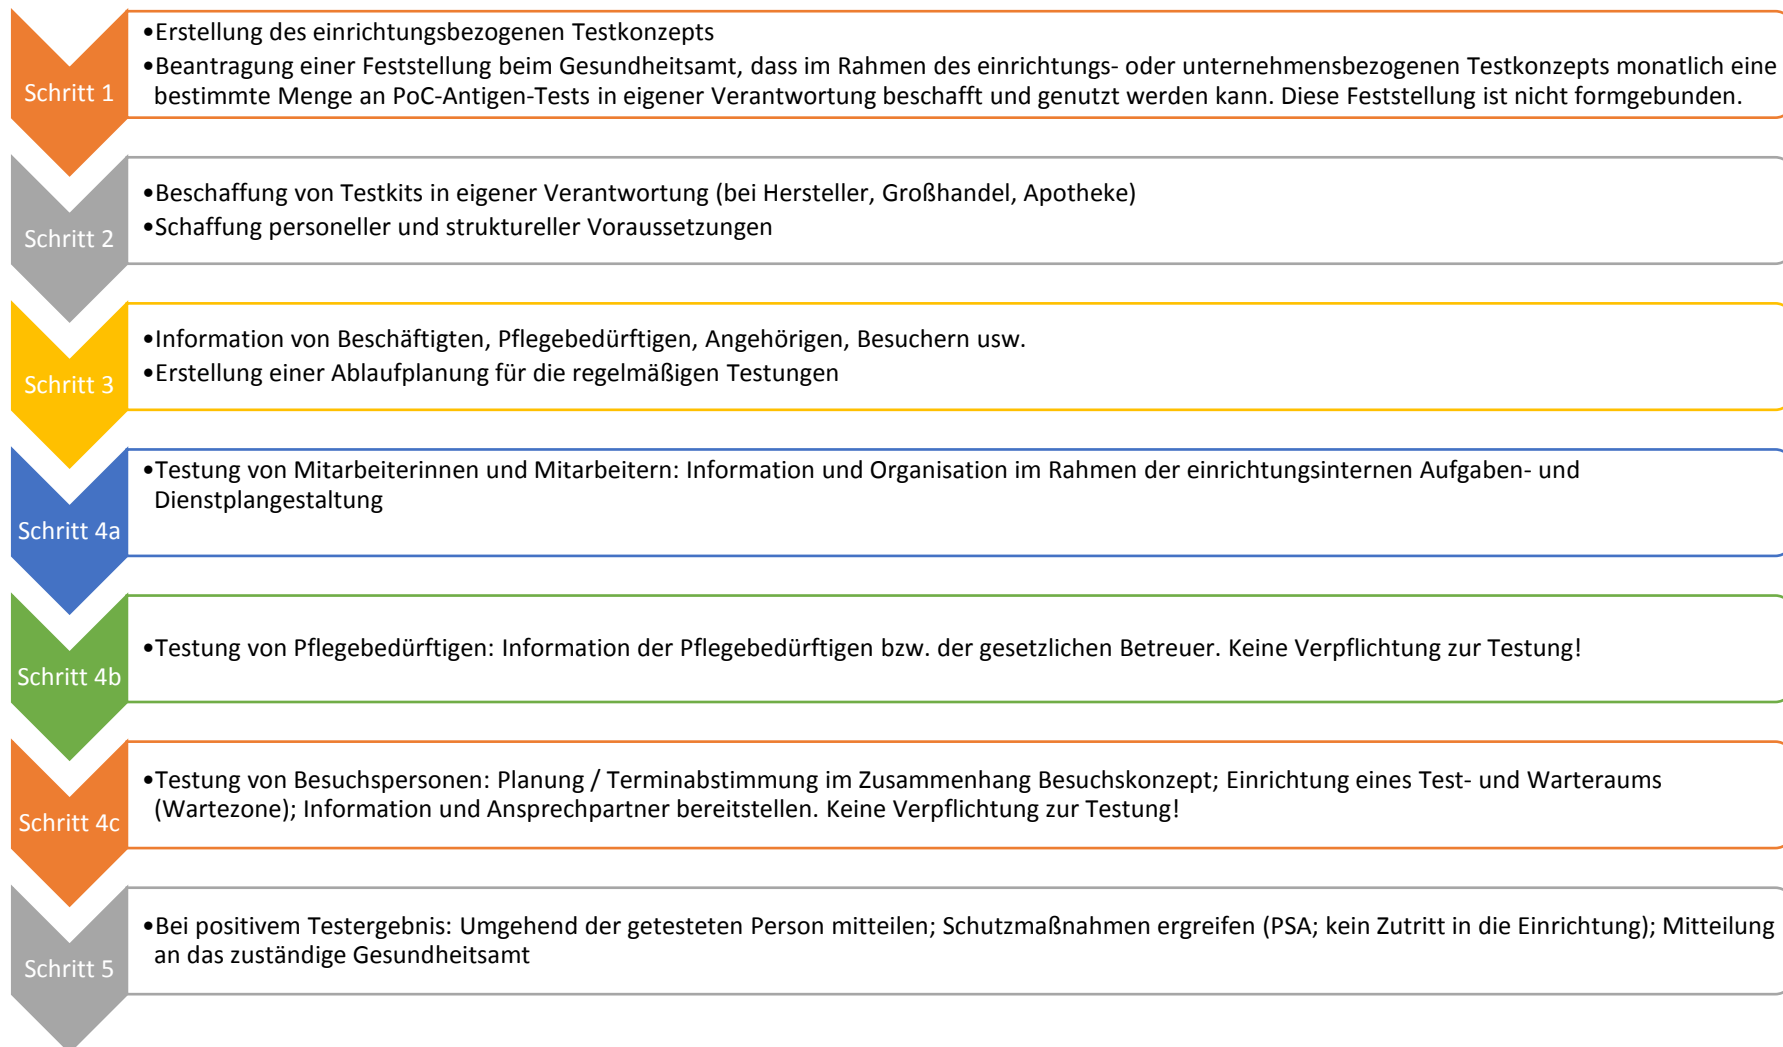 Schritt 1
•Erstellung des einrichtungsbezogenen Testkonzepts
•Beantragung einer Feststellung beim Gesundheitsamt, dass im Rahmen des einrichtungs- oder unternehmensbezogenen Testkonzepts monatlich eine
bestimmte Menge an PoC-Antigen-Tests in eigener Verantwortung beschafft und genutzt werden kann. Diese Feststellung ist nicht formgebunden.
Schritt 2
•Beschaffung von Testkits in eigener Verantwortung (bei Hersteller, Großhandel, Apotheke)
•Schaffung personeller und struktureller Voraussetzungen
Schritt 3
•Information von Beschäftigten, Pflegebedürftigen, Angehörigen, Besuchern usw.
•Erstellung einer Ablaufplanung für die regelmäßigen Testungen
Schritt 4a
•Testung von Mitarbeiterinnen und Mitarbeitern: Information und Organisation im Rahmen der einrichtungsinternen Aufgaben- und
Dienstplangestaltung
Schritt 4b
•Testung von Pflegebedürftigen: Information der Pflegebedürftigen bzw. der gesetzlichen Betreuer. Keine Verpflichtung zur Testung!
Schritt 4c
•Testung von Besuchspersonen: Planung / Terminabstimmung im Zusammenhang Besuchskonzept; Einrichtung eines Test- und Warteraums
(Wartezone); Information und Ansprechpartner bereitstellen. Keine Verpflichtung zur Testung!
Schritt 5
•Bei positivem Testergebnis: Umgehend der getesteten Person mitteilen; Schutzmaßnahmen ergreifen (PSA; kein Zutritt in die Einrichtung); Mitteilung
an das zuständige Gesundheitsamt